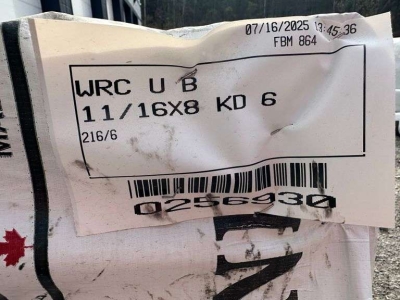 07/16/2025 13:45:36
FBM 864
WRC U B
11/16X8 KD 6
216/6
0256930